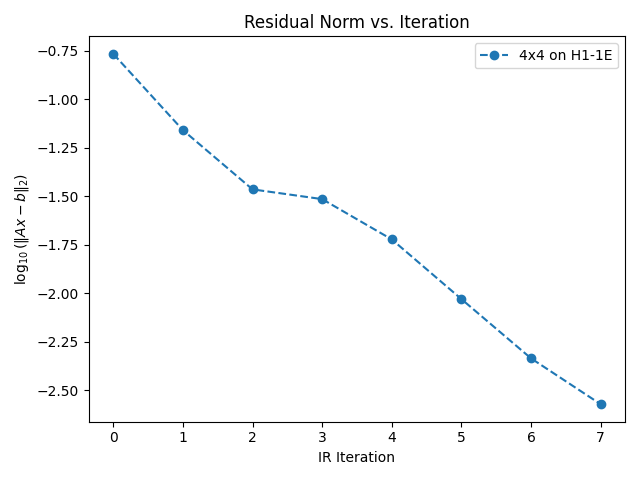 Residual Norm vs. Iteration
4x4 on H1-1E
log₁₀(‖Ax − b‖₂)
−0.75
−1.00
−1.25
−1.50
−1.75
−2.00
−2.25
−2.50
0 1 2 3 4 5 6 7
IR Iteration